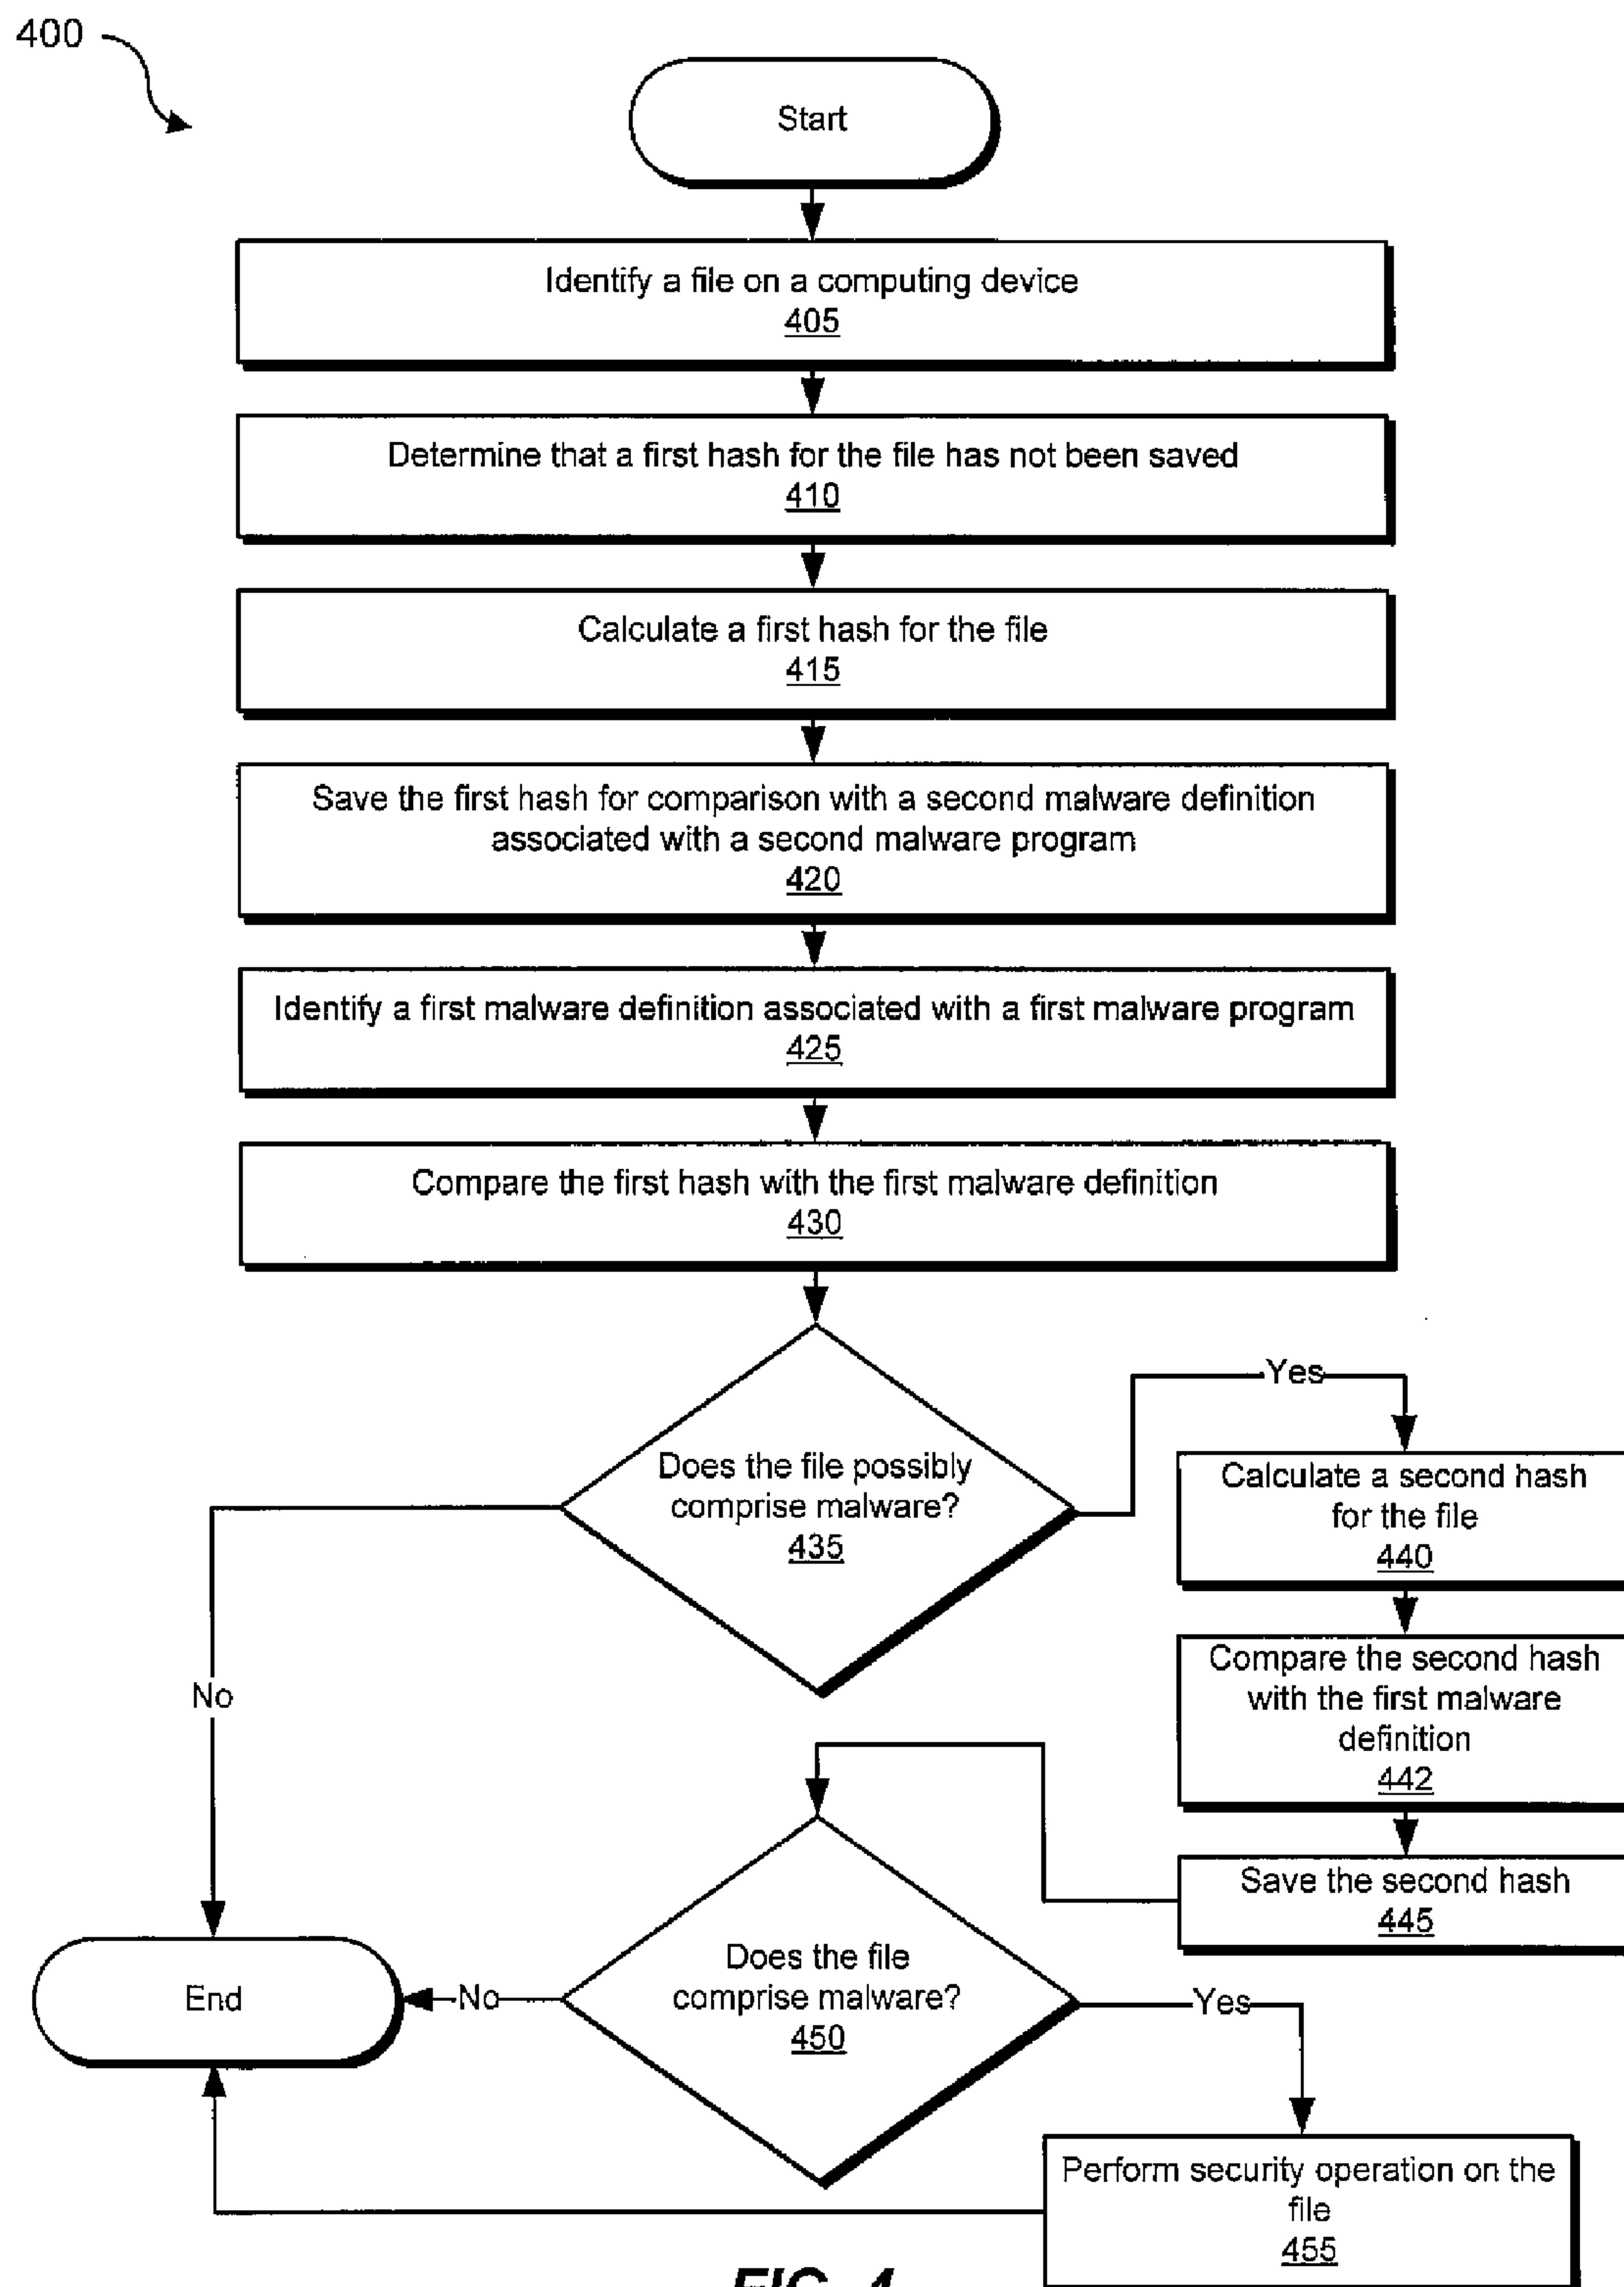 400
Start
Identify a file on a computing device
405
Determine that a first hash for the file has not been saved
410
Calculate a first hash for the file
415
Save the first hash for comparison with a second malware definition
associated with a second malware program
420
Identify a first malware definition associated with a first malware program
425
Compare the first hash with the first malware definition
430
Does the file possibly
comprise malware?
435
Yes
Calculate a second hash
for the file
440
Compare the second hash
with the first malware
definition
442
Save the second hash
445
No
Does the file
comprise malware?
450
No
End
Yes
Perform security operation on the
file
455
FIG. 4